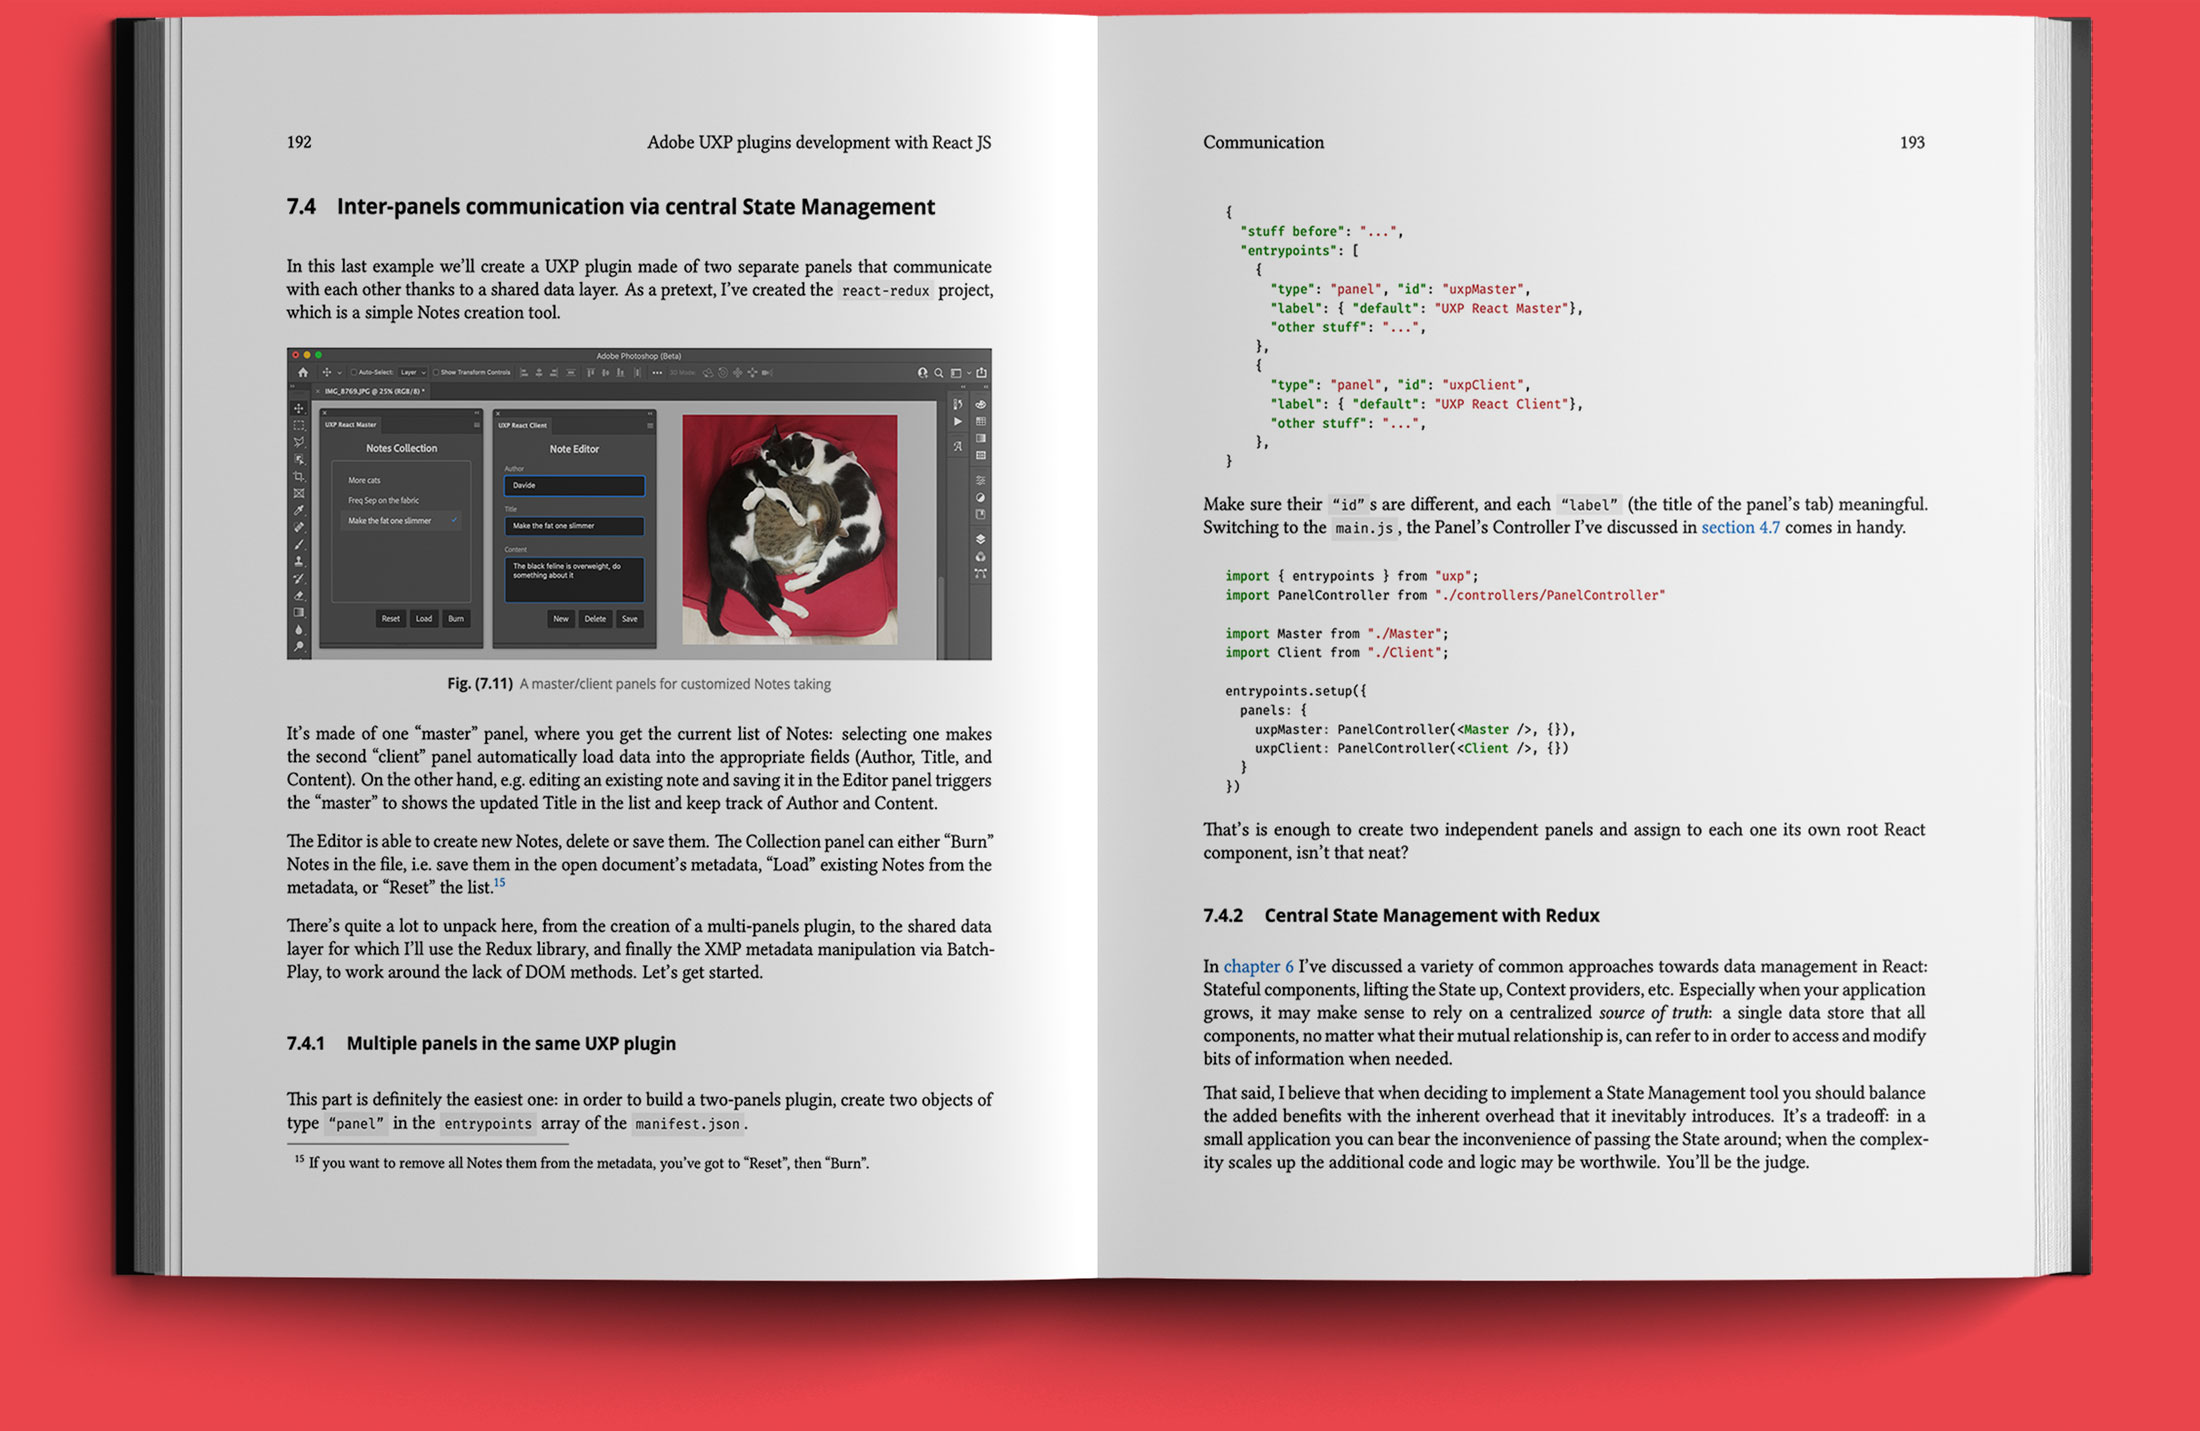 192 Adobe UXP plugins development with React JS
7.4 Inter-panels communication via central State Management
In this last example we'll create a UXP plugin made of two separate panels that communicate
with each other thanks to a shared data layer. As a pretext, I've created the react-redux project,
which is a simple Notes creation tool.
Adobe Photoshop (Beta)
Auto-Select: Layer Show Transform Controls ••• 3D Mode:
× IMG_8769.JPG @ 25% (RGB/8) *
UXP React Master
Notes Collection
More cats
Freq Sep on the fabric
Make the fat one slimmer
Reset Load Burn
UXP React Client
Note Editor
Author
Davide
Title
Make the fat one slimmer
Content
The black feline is overweight, do
something about it
New Delete Save
Fig. (7.11) A master/client panels for customized Notes taking
It's made of one “master” panel, where you get the current list of Notes: selecting one makes
the second “client” panel automatically load data into the appropriate fields (Author, Title, and
Content). On the other hand, e.g. editing an existing note and saving it in the Editor panel triggers
the “master” to shows the updated Title in the list and keep track of Author and Content.
The Editor is able to create new Notes, delete or save them. The Collection panel can either “Burn”
Notes in the file, i.e. save them in the open document's metadata, “Load” existing Notes from the
metadata, or “Reset” the list.15
There's quite a lot to unpack here, from the creation of a multi-panels plugin, to the shared data
layer for which I'll use the Redux library, and finally the XMP metadata manipulation via Batch-
Play, to work around the lack of DOM methods. Let's get started.
7.4.1 Multiple panels in the same UXP plugin
This part is definitely the easiest one: in order to build a two-panels plugin, create two objects of
type “panel” in the entrypoints array of the manifest.json.
15 If you want to remove all Notes them from the metadata, you've got to “Reset”, then “Burn”.
Communication 193
{
"stuff before": "...",
"entrypoints": [
{
"type": "panel", "id": "uxpMaster",
"label": { "default": "UXP React Master"},
"other stuff": "...",
},
{
"type": "panel", "id": "uxpClient",
"label": { "default": "UXP React Client"},
"other stuff": "...",
},
}
Make sure their “id” s are different, and each “label” (the title of the panel's tab) meaningful.
Switching to the main.js, the Panel's Controller I've discussed in section 4.7 comes in handy.
import { entrypoints } from "uxp";
import PanelController from "./controllers/PanelController"
import Master from "./Master";
import Client from "./Client";
entrypoints.setup({
panels: {
uxpMaster: PanelController(<Master />, {}),
uxpClient: PanelController(<Client />, {})
}
})
That's is enough to create two independent panels and assign to each one its own root React
component, isn't that neat?
7.4.2 Central State Management with Redux
In chapter 6 I've discussed a variety of common approaches towards data management in React:
Stateful components, lifting the State up, Context providers, etc. Especially when your application
grows, it may make sense to rely on a centralized source of truth: a single data store that all
components, no matter what their mutual relationship is, can refer to in order to access and modify
bits of information when needed.
That said, I believe that when deciding to implement a State Management tool you should balance
the added benefits with the inherent overhead that it inevitably introduces. It's a tradeoff: in a
small application you can bear the inconvenience of passing the State around; when the complex-
ity scales up the additional code and logic may be worthwile. You'll be the judge.